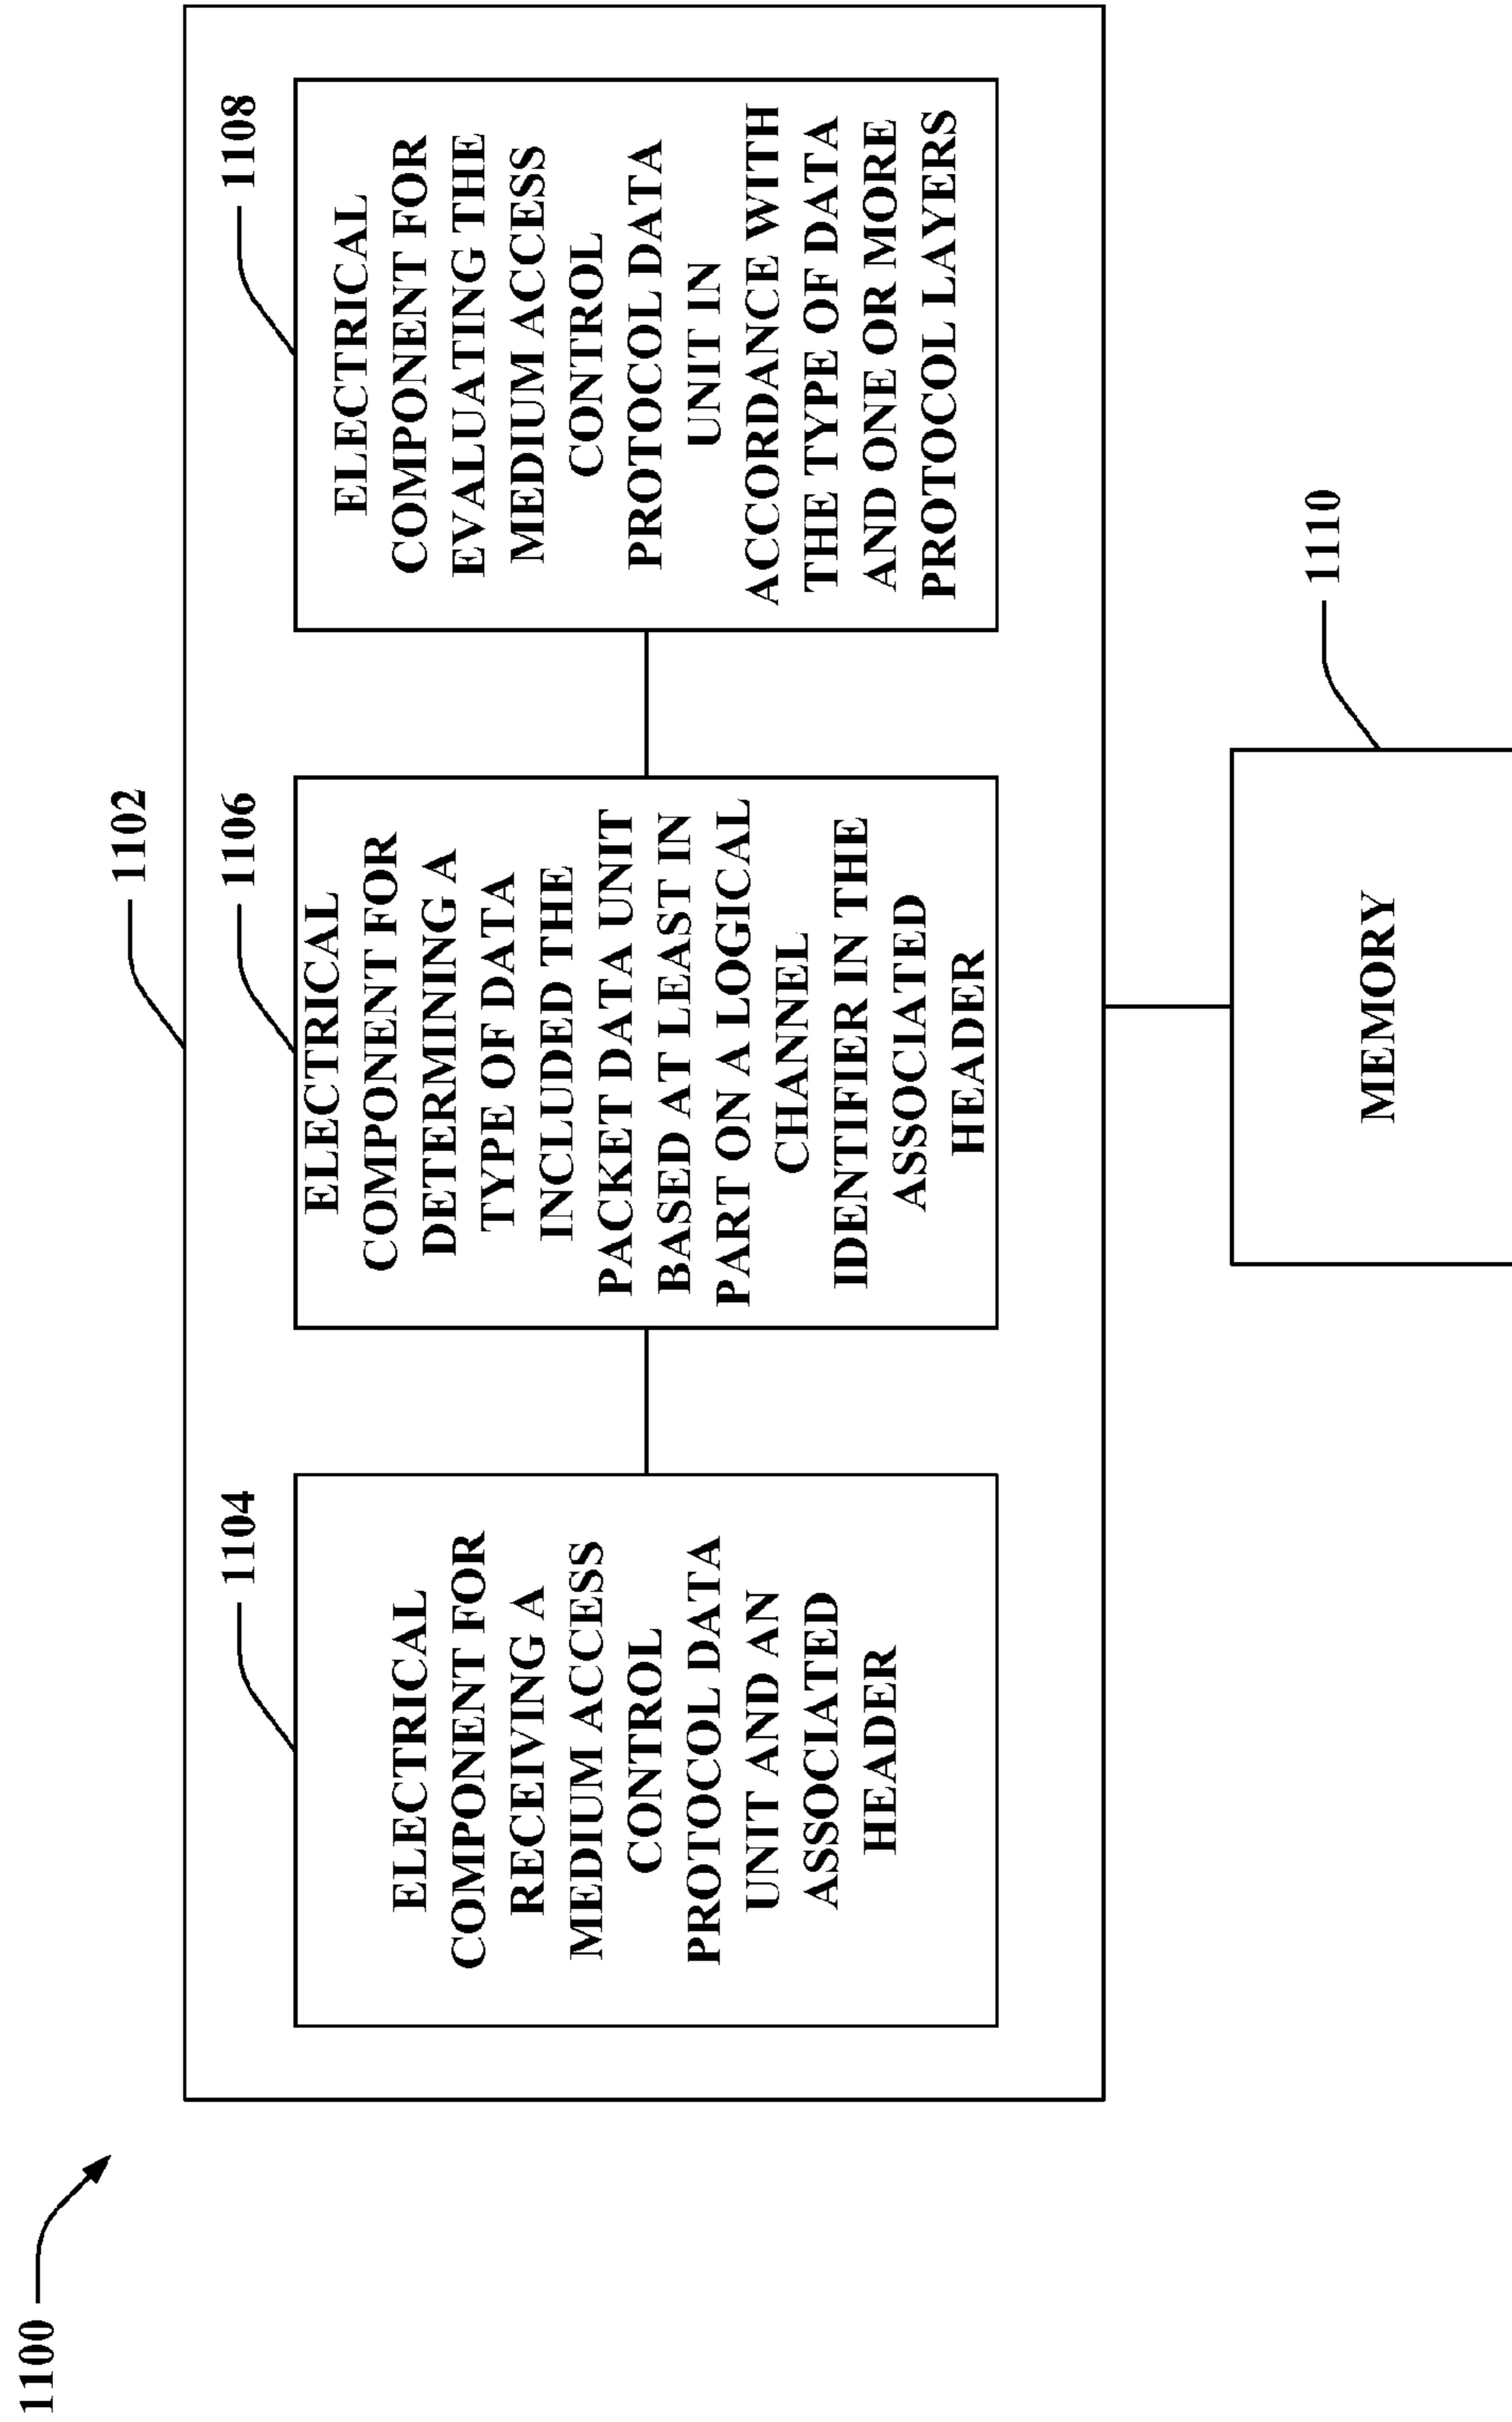 1100
1102
1104
ELECTRICAL
COMPONENT FOR
RECEIVING A
MEDIUM ACCESS
CONTROL
PROTOCOL DATA
UNIT AND AN
ASSOCIATED
HEADER
1106
ELECTRICAL
COMPONENT FOR
DETERMINING A
TYPE OF DATA
INCLUDED THE
PACKET DATA UNIT
BASED AT LEAST IN
PART ON A LOGICAL
CHANNEL
IDENTIFIER IN THE
ASSOCIATED
HEADER
1108
ELECTRICAL
COMPONENT FOR
EVALUATING THE
MEDIUM ACCESS
CONTROL
PROTOCOL DATA
UNIT IN
ACCORDANCE WITH
THE TYPE OF DATA
AND ONE OR MORE
PROTOCOL LAYERS
1110
MEMORY